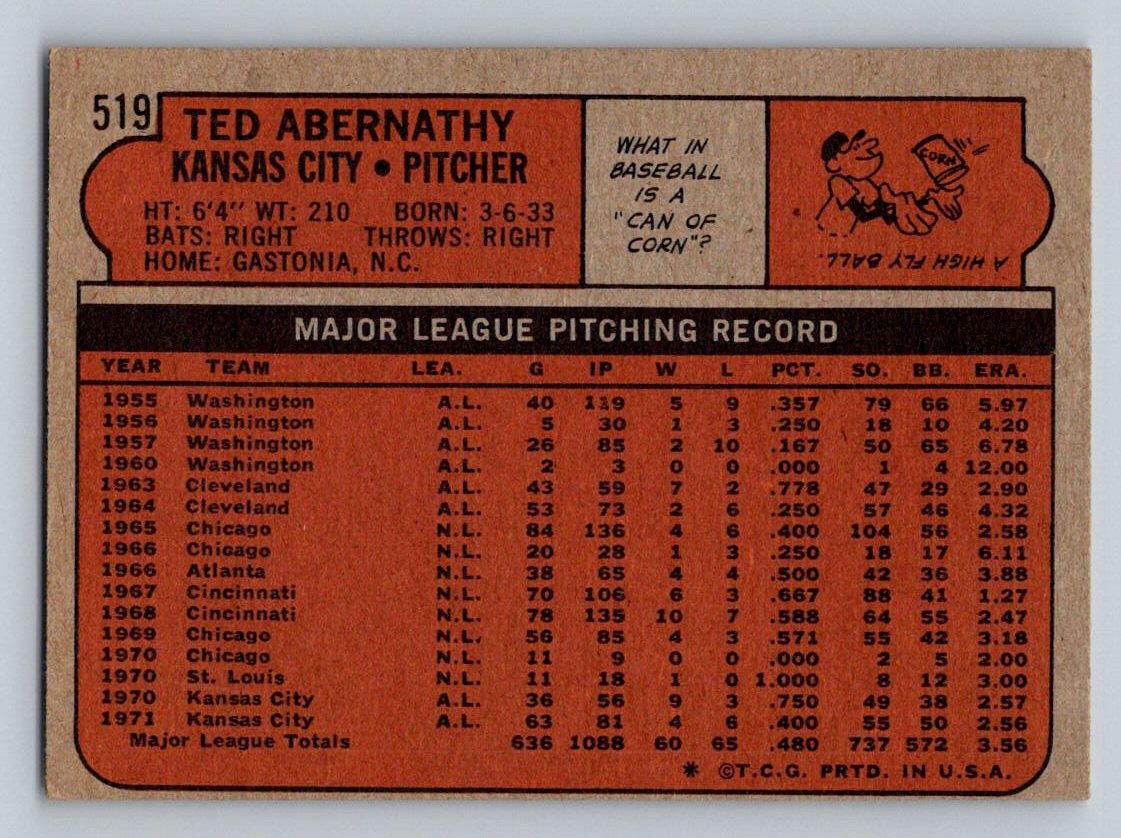 519
TED ABERNATHY
KANSAS CITY • PITCHER
HT: 6'4" WT: 210 BORN: 3-6-33
BATS: RIGHT THROWS: RIGHT
HOME: GASTONIA, N.C.
WHAT IN
BASEBALL
IS A
"CAN OF
CORN"?
CORN
A HIGH FLY BALL.
MAJOR LEAGUE PITCHING RECORD
YEAR TEAM LEA. G IP W L PCT. SO. BB. ERA.
1955 Washington A.L. 40 119 5 9 .357 79 66 5.97
1956 Washington A.L. 5 30 1 3 .250 18 10 4.20
1957 Washington A.L. 26 85 2 10 .167 50 65 6.78
1960 Washington A.L. 2 3 0 0 .000 1 4 12.00
1963 Cleveland A.L. 43 59 7 2 .778 47 29 2.90
1964 Cleveland A.L. 53 73 2 6 .250 57 46 4.32
1965 Chicago N.L. 84 136 4 6 .400 104 56 2.58
1966 Chicago N.L. 20 28 1 3 .250 18 17 6.11
1966 Atlanta N.L. 38 65 4 4 .500 42 36 3.88
1967 Cincinnati N.L. 70 106 6 3 .667 88 41 1.27
1968 Cincinnati N.L. 78 135 10 7 .588 64 55 2.47
1969 Chicago N.L. 56 85 4 3 .571 55 42 3.18
1970 Chicago N.L. 11 9 0 0 .000 2 5 2.00
1970 St. Louis N.L. 11 18 1 0 1.000 8 12 3.00
1970 Kansas City A.L. 36 56 9 3 .750 49 38 2.57
1971 Kansas City A.L. 63 81 4 6 .400 55 50 2.56
Major League Totals 636 1088 60 65 .480 737 572 3.56
* ©T.C.G. PRTD. IN U.S.A.